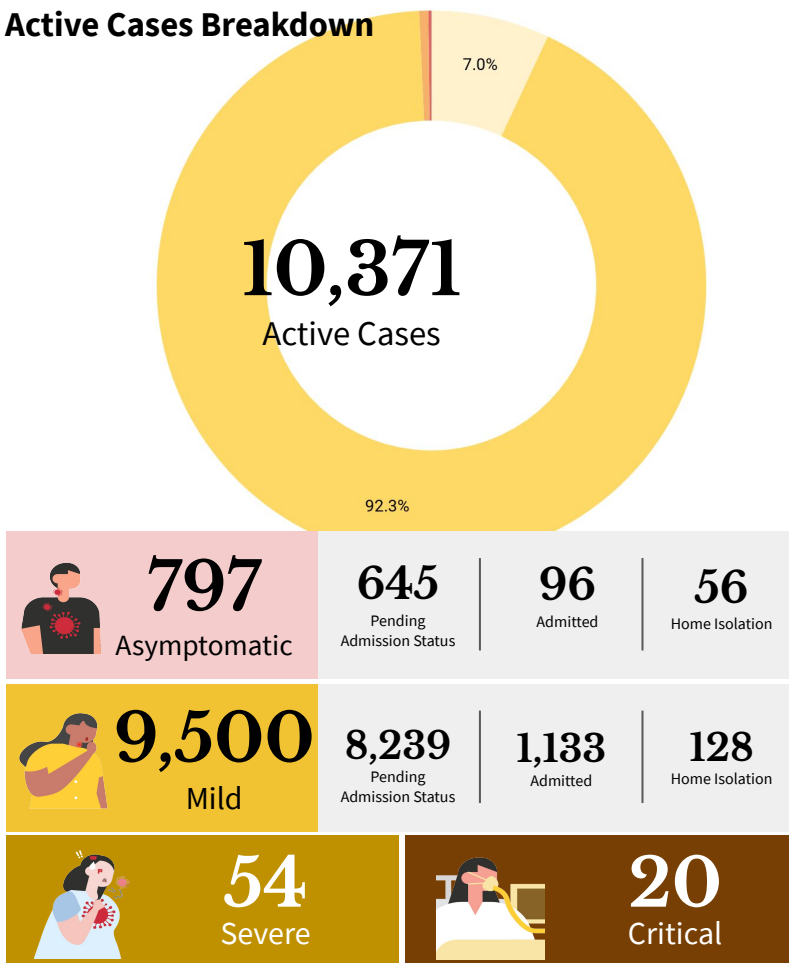 Active Cases Breakdown
7.0%
10,371
Active Cases
92.3%
797
Asymptomatic
645
Pending
Admission Status
96
Admitted
56
Home Isolation
9,500
Mild
8,239
Pending
Admission Status
1,133
Admitted
128
Home Isolation
!!
54
Severe
20
Critical